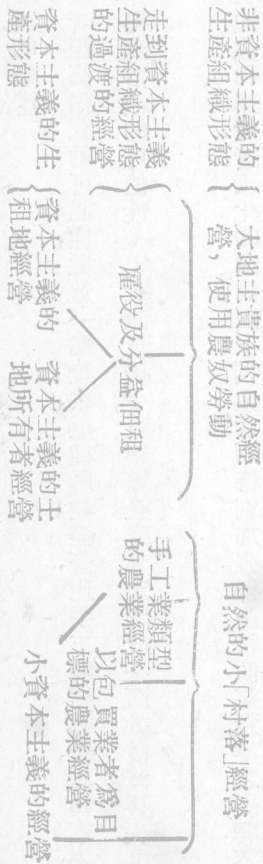 非資本主義的
生產組織形態
大地主貴族的自然經
營，使用農奴勞動
自然的小「村落」經營
走到資本主義
生產組織形態
的過渡的經營
雇役及分益佃租
手工業類型
的農業經營
以包買業者爲目
標的農業經營
資本主義的生
產形態
資本主義的
租地經營
資本主義的土
地所有者經營
小資本主義的經營